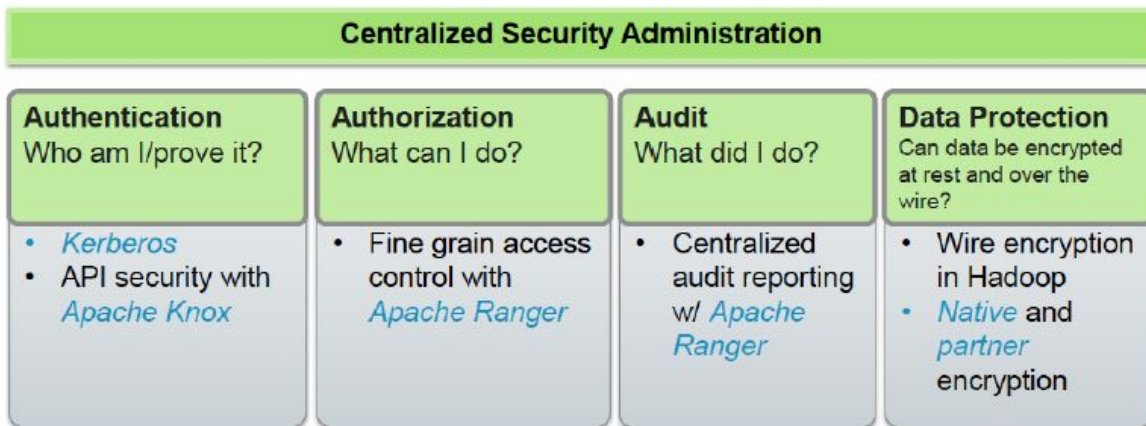 Centralized Security Administration
Authentication
Who am I/prove it?
• Kerberos
• API security with
Apache Knox
Authorization
What can I do?
• Fine grain access
control with
Apache Ranger
Audit
What did I do?
• Centralized
audit reporting
w/ Apache
Ranger
Data Protection
Can data be encrypted
at rest and over the
wire?
• Wire encryption
in Hadoop
• Native and
partner
encryption